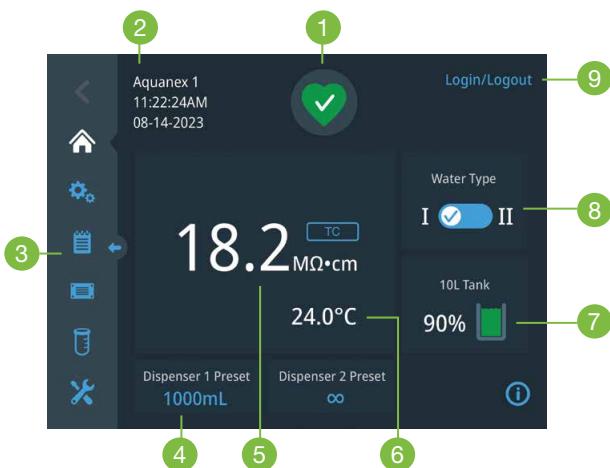 2
1
Aquanex 1
11:22:24AM
08-14-2023
Login/Logout
9
Water Type
I II
8
3
18.2 TC
MΩ•cm
24.0°C
10L Tank
90%
7
Dispenser 1 Preset
1000mL
Dispenser 2 Preset
∞
i
4
5
6